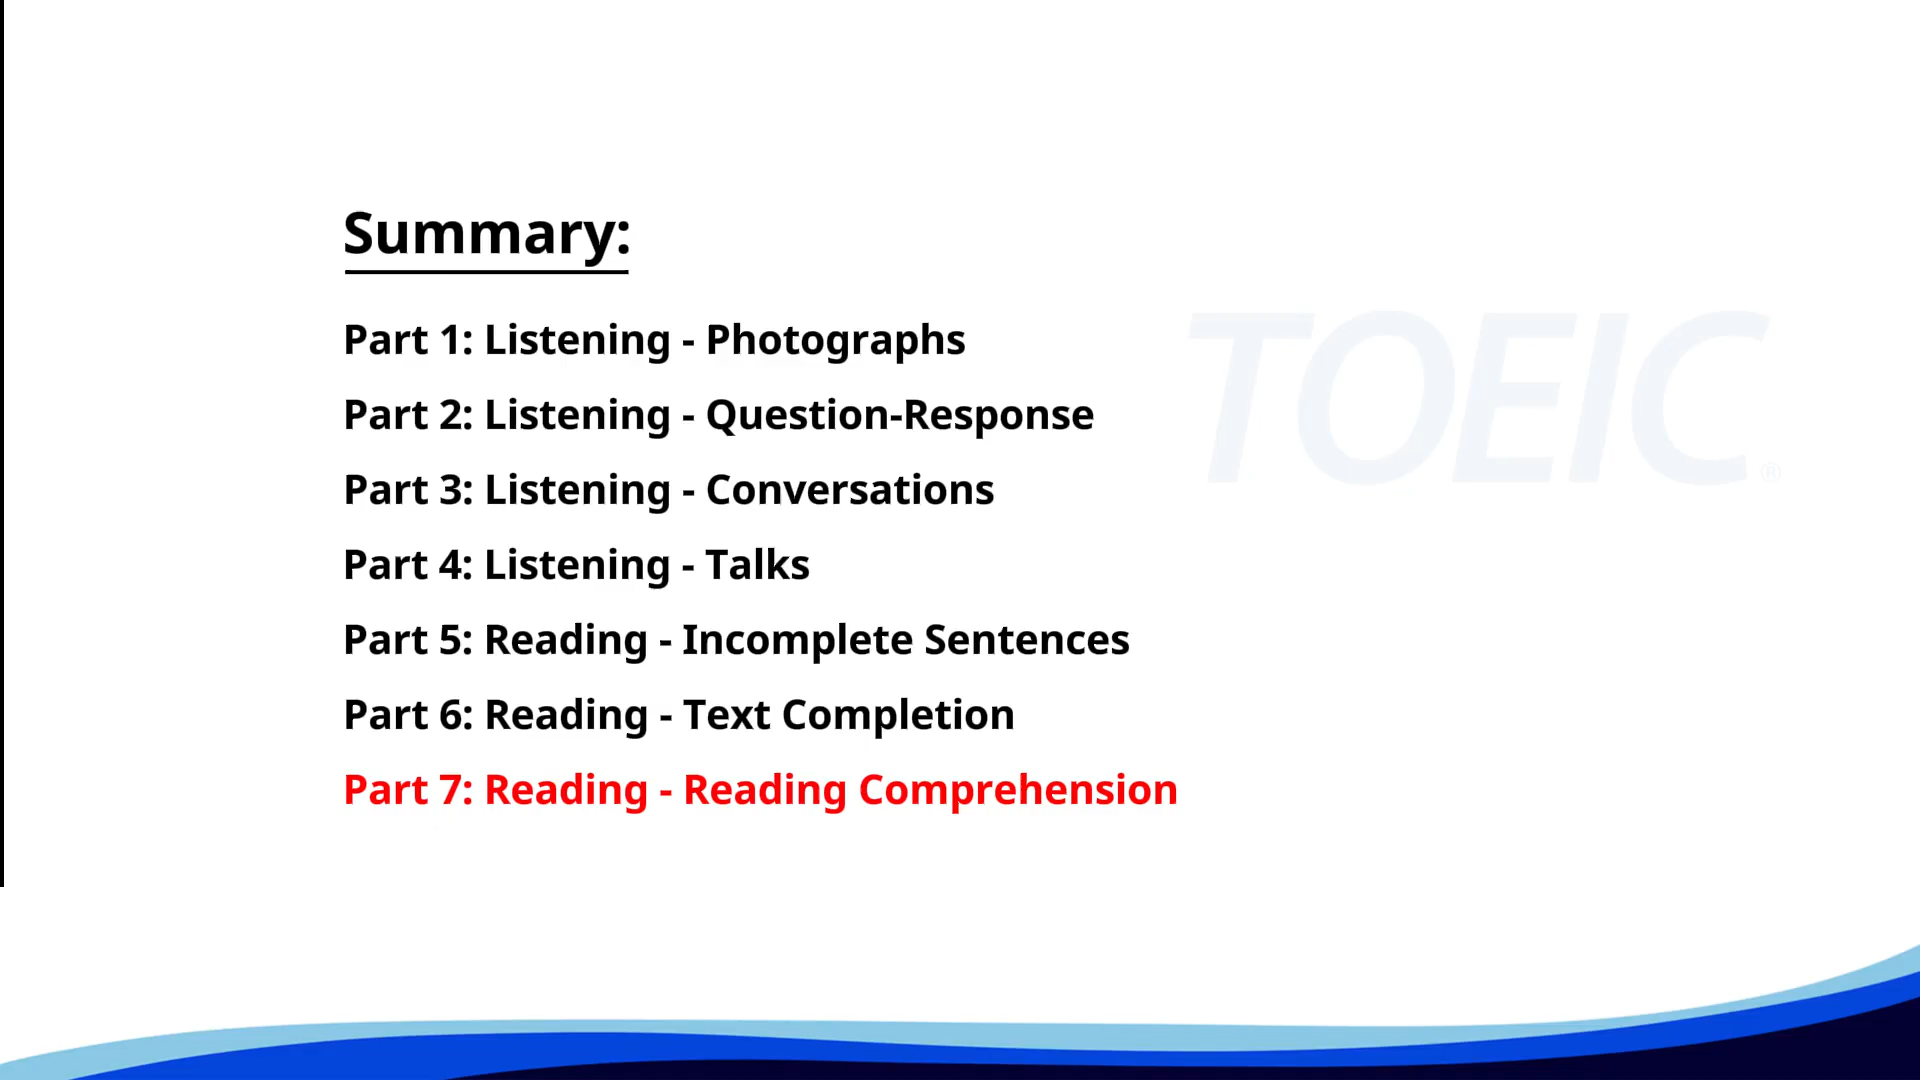 Summary:
Part 1: Listening - Photographs
TOEIC®
Part 2: Listening - Question-Response
Part 3: Listening - Conversations
Part 4: Listening - Talks
Part 5: Reading - Incomplete Sentences
Part 6: Reading - Text Completion
Part 7: Reading - Reading Comprehension